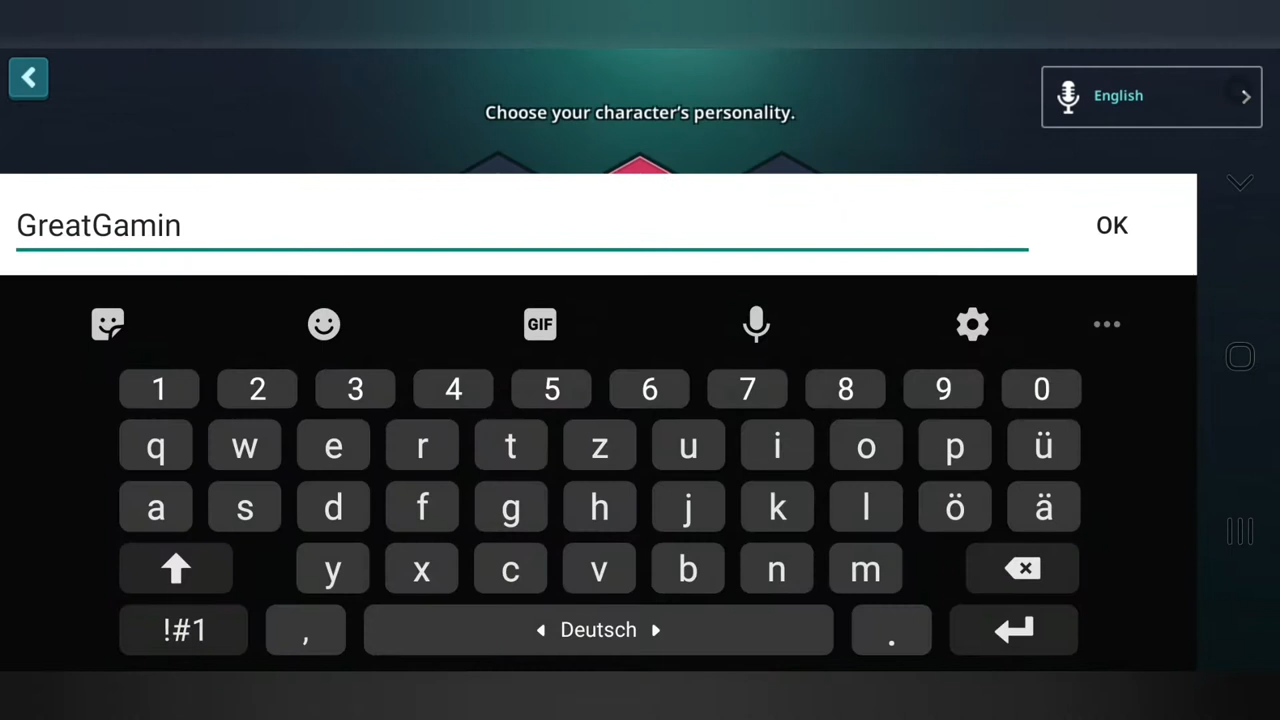 English
Choose your character's personality.
GreatGamin
OK
GIF
1 2 3 4 5 6 7 8 9 0
q w e r t z u i o p ü
a s d f g h j k l ö ä
y x c v b n m
!#1 , Deutsch .